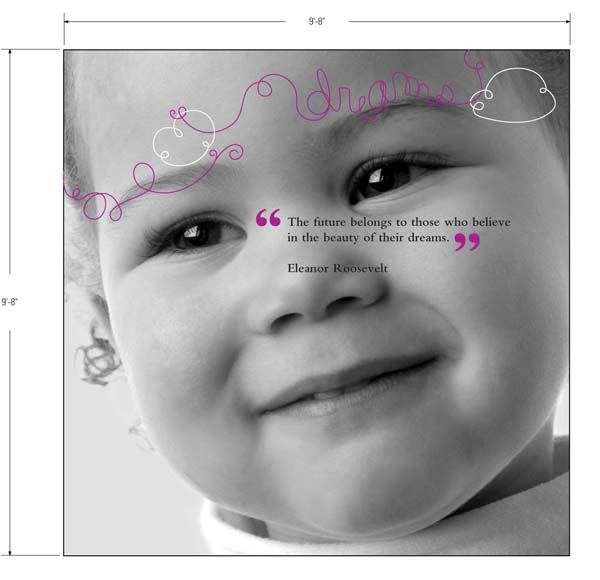 9'-8"
dreams
9'-8"
“The future belongs to those who believe
in the beauty of their dreams.”
Eleanor Roosevelt